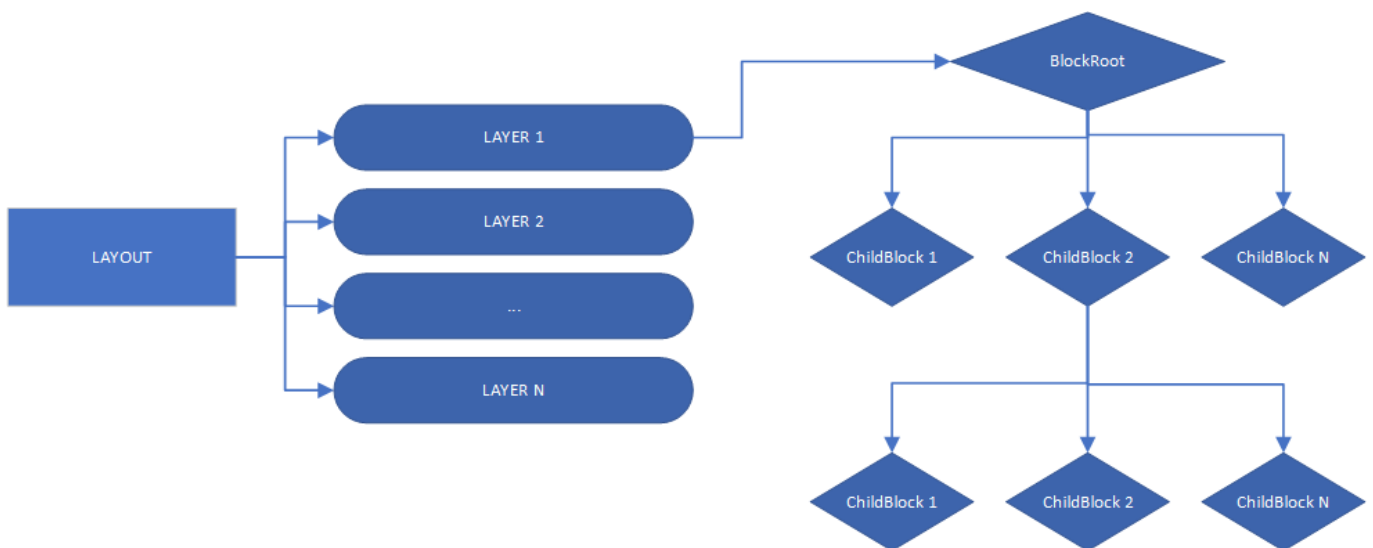 BlockRoot
LAYER 1
LAYER 2
LAYOUT
ChildBlock 1
ChildBlock 2
ChildBlock N
...
LAYER N
ChildBlock 1
ChildBlock 2
ChildBlock N